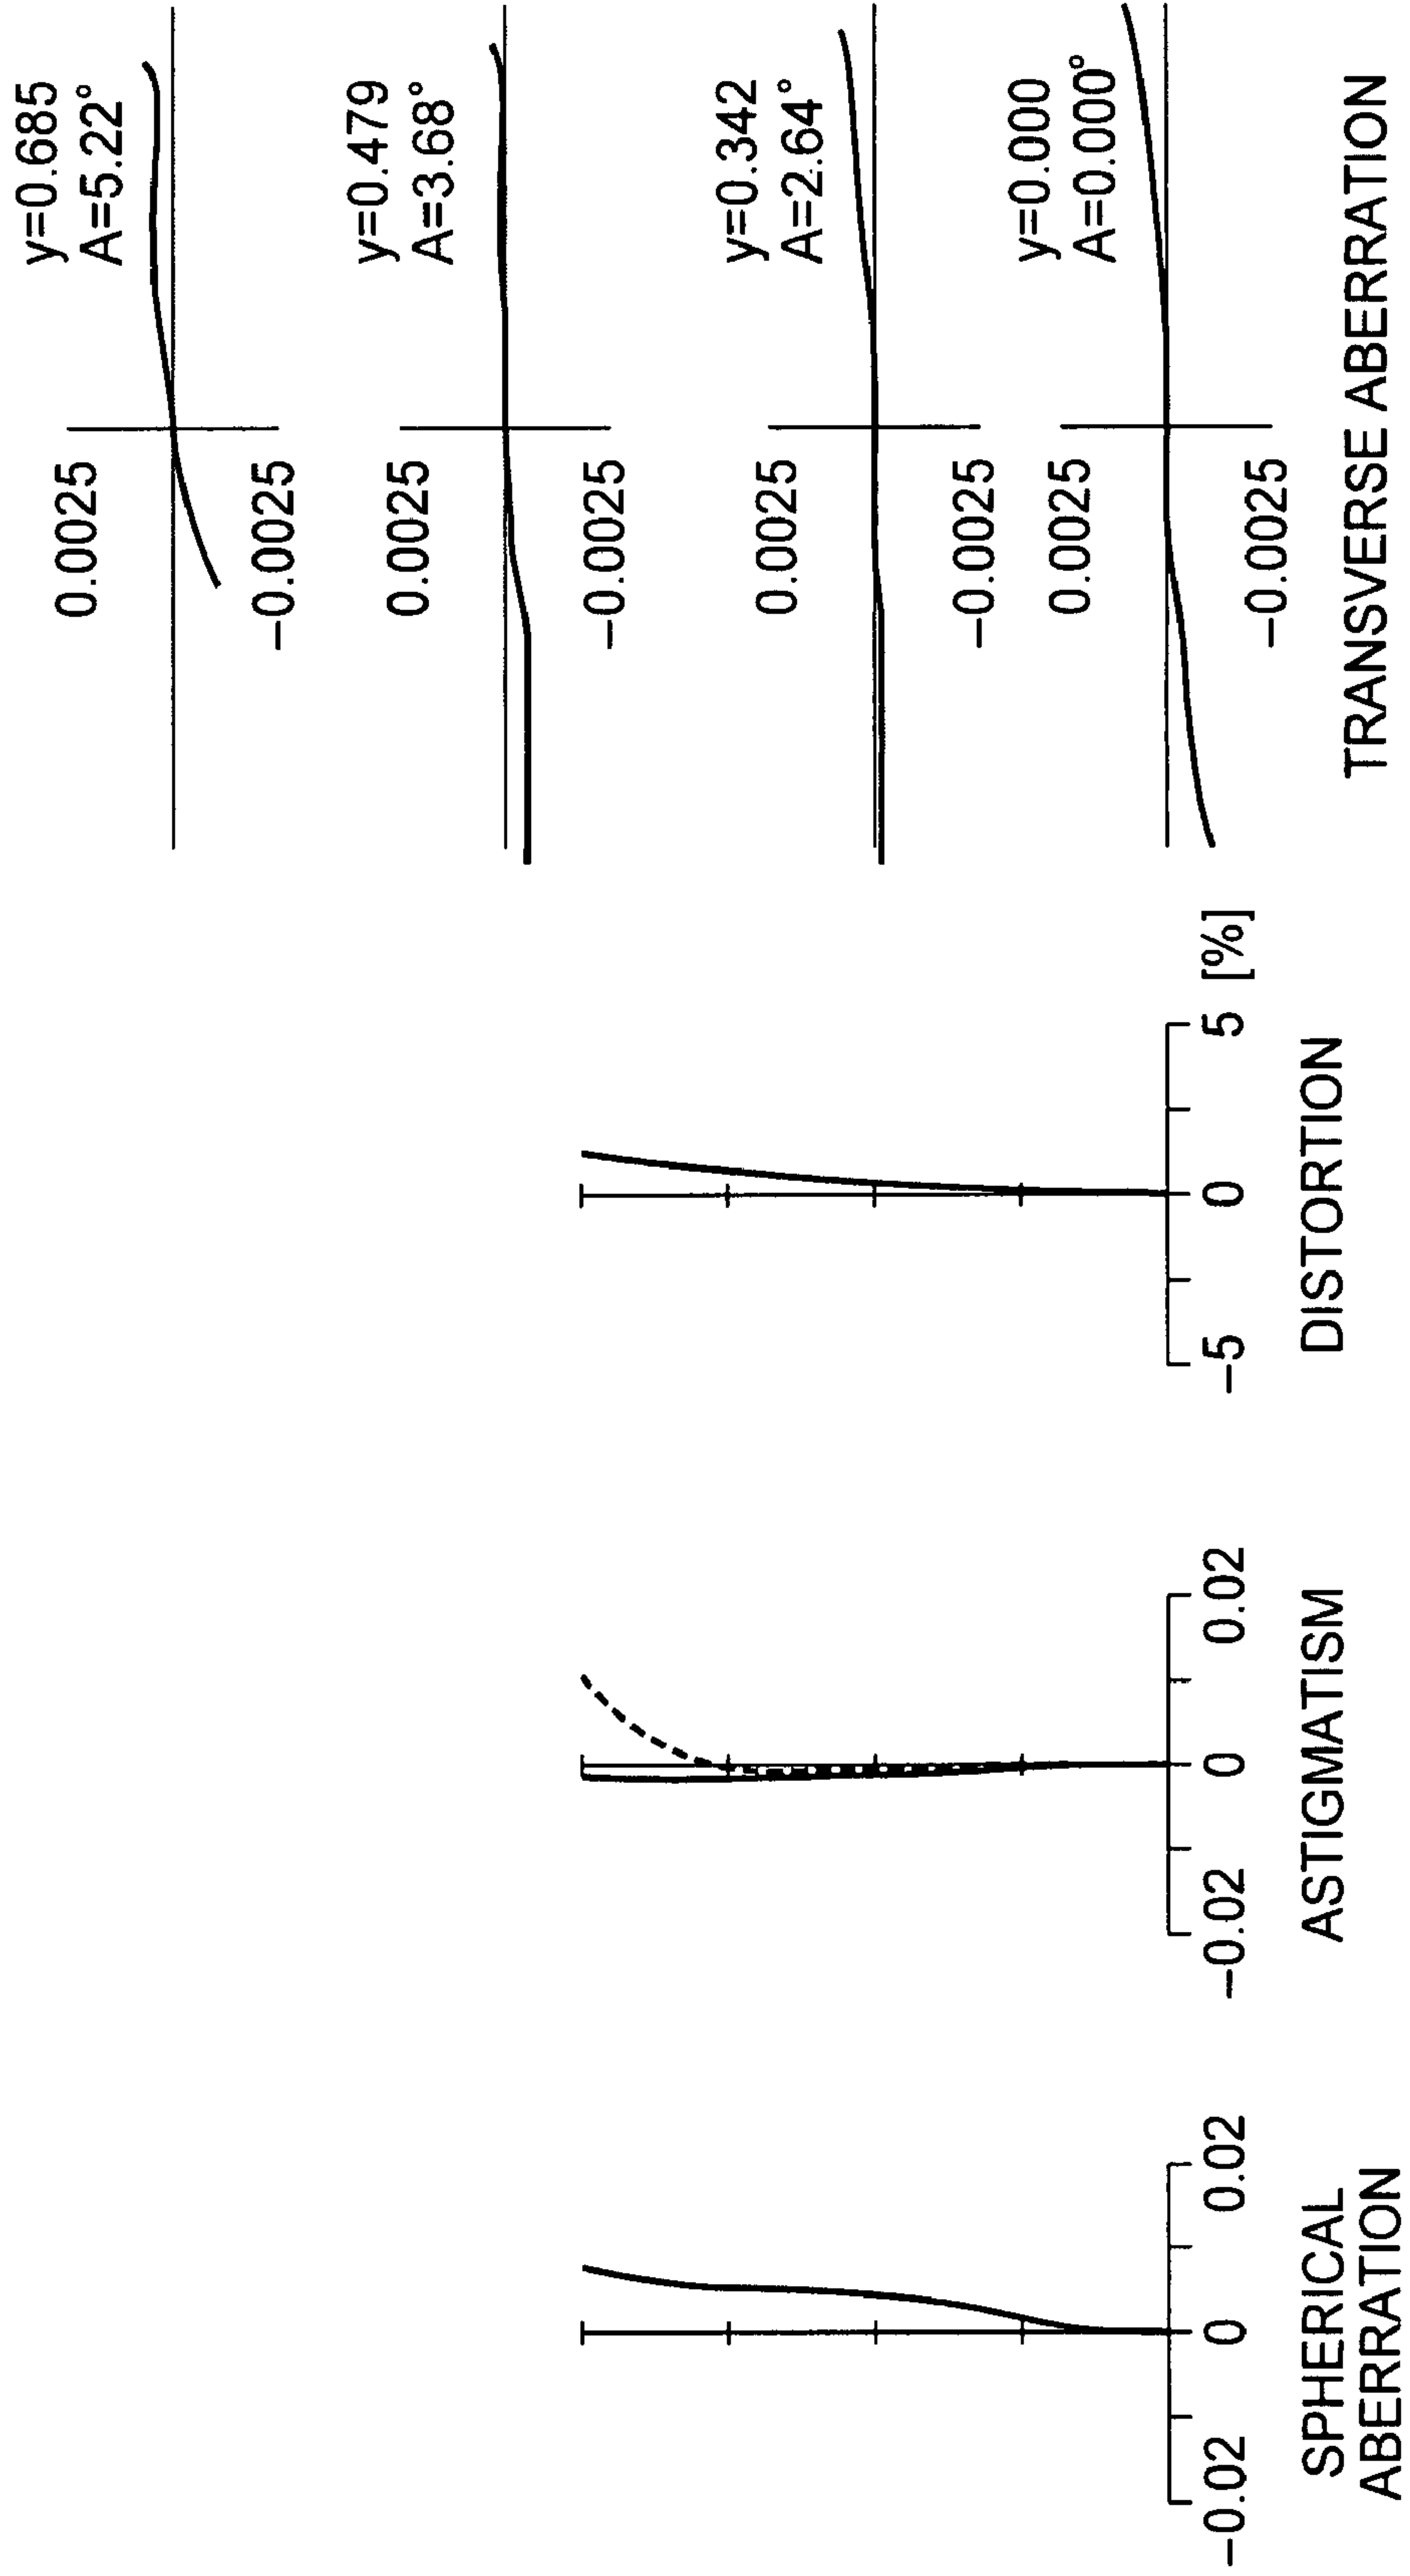 −0.02
0
0.02
SPHERICAL
ABERRATION
−0.02
0
0.02
ASTIGMATISM
−5
0
5
[%]
DISTORTION
y=0.685
A=5.22°
0.0025
−0.0025
y=0.479
A=3.68°
0.0025
−0.0025
y=0.342
A=2.64°
0.0025
−0.0025
y=0.000
A=0.000°
0.0025
−0.0025
TRANSVERSE ABERRATION